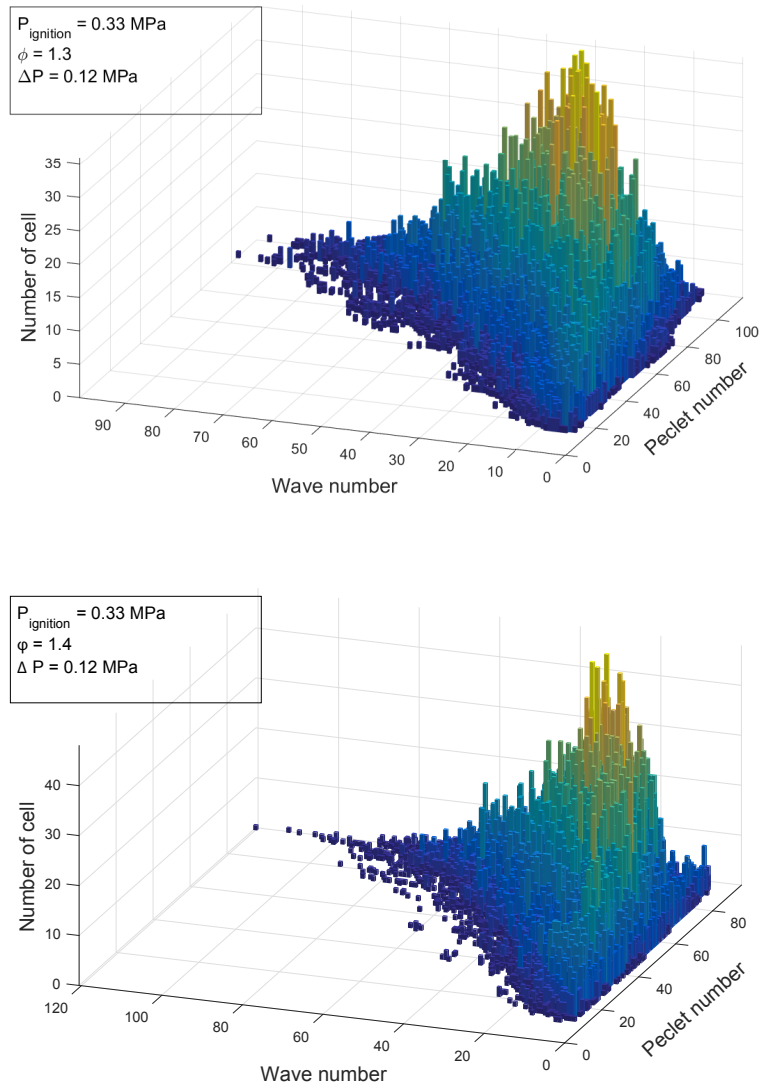 P_ignition = 0.33 MPa
ϕ = 1.3
ΔP = 0.12 MPa
35
30
25
20
15
10
5
0
Number of cell
90 80 70 60 50 40 30 20 10 0
Wave number
0 20 40 60 80 100
Peclet number
P_ignition = 0.33 MPa
φ = 1.4
Δ P = 0.12 MPa
40
30
20
10
0
Number of cell
120 100 80 60 40 20 0
Wave number
0 20 40 60 80
Peclet number